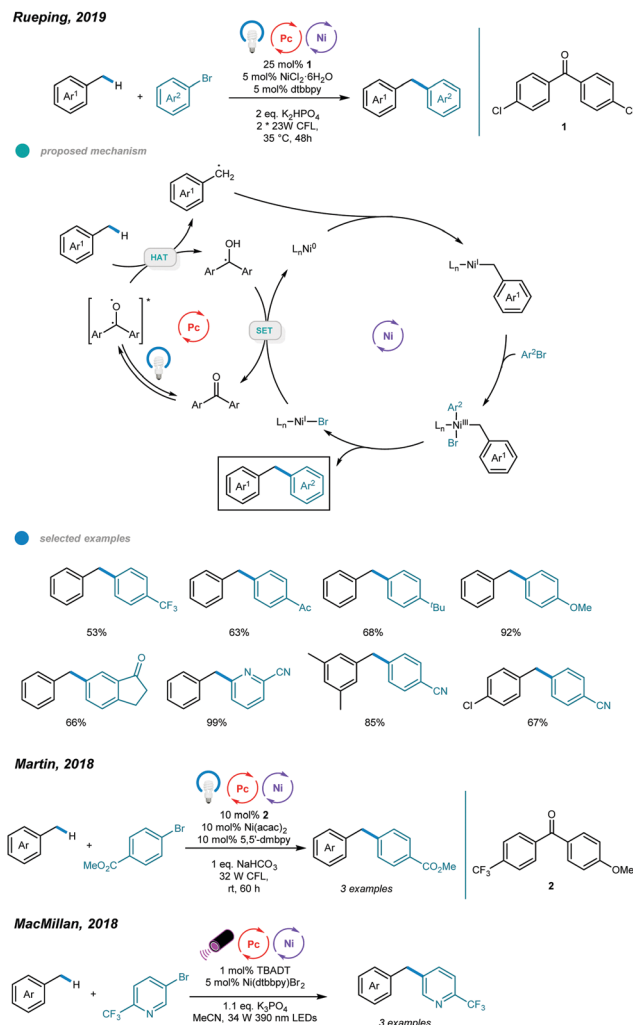 Rueping, 2019
Pc Ni
25 mol% 1
5 mol% NiCl2·6H2O
5 mol% dtbbpy
2 eq. K2HPO4
2 * 23W CFL,
35 °C, 48h
Ar1 H + Ar2 Br
Ar1 Ar2
O
Cl Cl
1
proposed mechanism
Ar1 CH2
Ar1 H
HAT
OH
Ar Ar
LnNi0
Ln NiI
Ar1
O *
Ar Ar
Pc
SET
Ni
Ar2Br
O
Ar Ar
Ln NiI Br
Ar2
Ln NiIII
Br
Ar1
Ar1 Ar2
selected examples
CF3
53%
Ac
63%
tBu
68%
OMe
92%
O
66%
N CN
99%
CN
85%
Cl CN
67%
Martin, 2018
Pc Ni
10 mol% 2
10 mol% Ni(acac)2
10 mol% 5,5'-dmbpy
1 eq. NaHCO3
32 W CFL,
rt, 60 h
Ar H + MeO2C Br
Ar CO2Me
3 examples
O
CF3 OMe
2
MacMillan, 2018
Pc Ni
1 mol% TBADT
5 mol% Ni(dtbbpy)Br2
1.1 eq. K3PO4
MeCN, 34 W 390 nm LEDs
Ar H + F3C N Br
Ar N CF3
3 examples